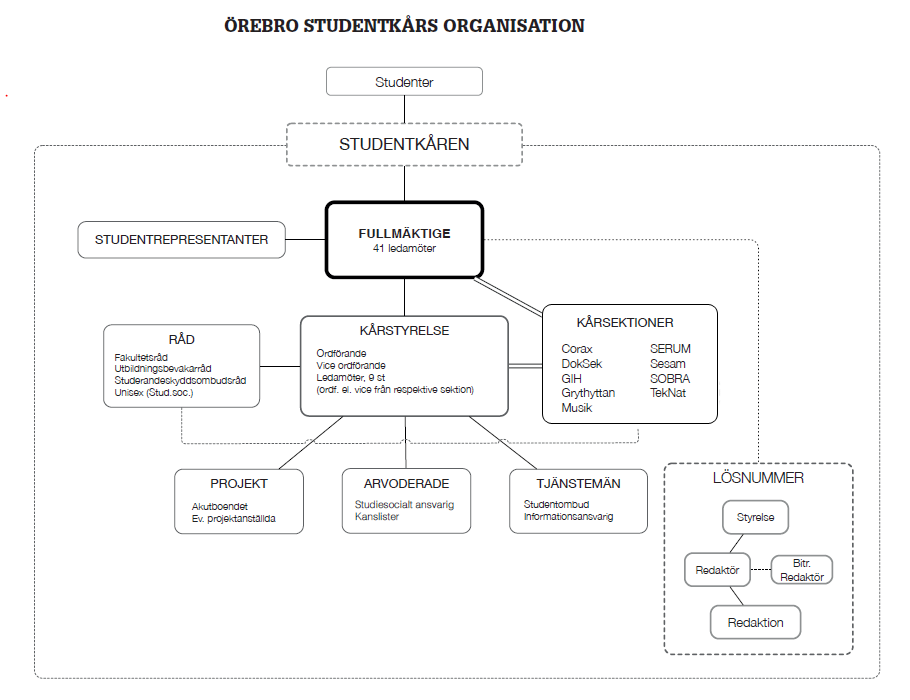 ÖREBRO STUDENTKÅRS ORGANISATION
Studenter
STUDENTKÅREN
FULLMÄKTIGE
41 ledamöter
STUDENTREPRESENTANTER
RÅD
Fakultetsråd
Utbildningsbevakarråd
Studerandeskyddsombudsråd
Unisex (Stud.soc.)
KÅRSTYRELSE
Ordförande
Vice ordförande
Ledamöter, 9 st
(ordf. el. vice från respektive sektion)
KÅRSEKTIONER
Corax
DokSek
GIH
Grythyttan
Musik
SERUM
Sesam
SOBRA
TekNat
PROJEKT
Akutboendet
Ev. projektanställda
ARVODERADE
Studiesocialt ansvarig
Kanslister
TJÄNSTEMÄN
Studentombud
Informationsansvarig
LÖSNUMMER
Styrelse
Redaktör
Bitr.
Redaktör
Redaktion